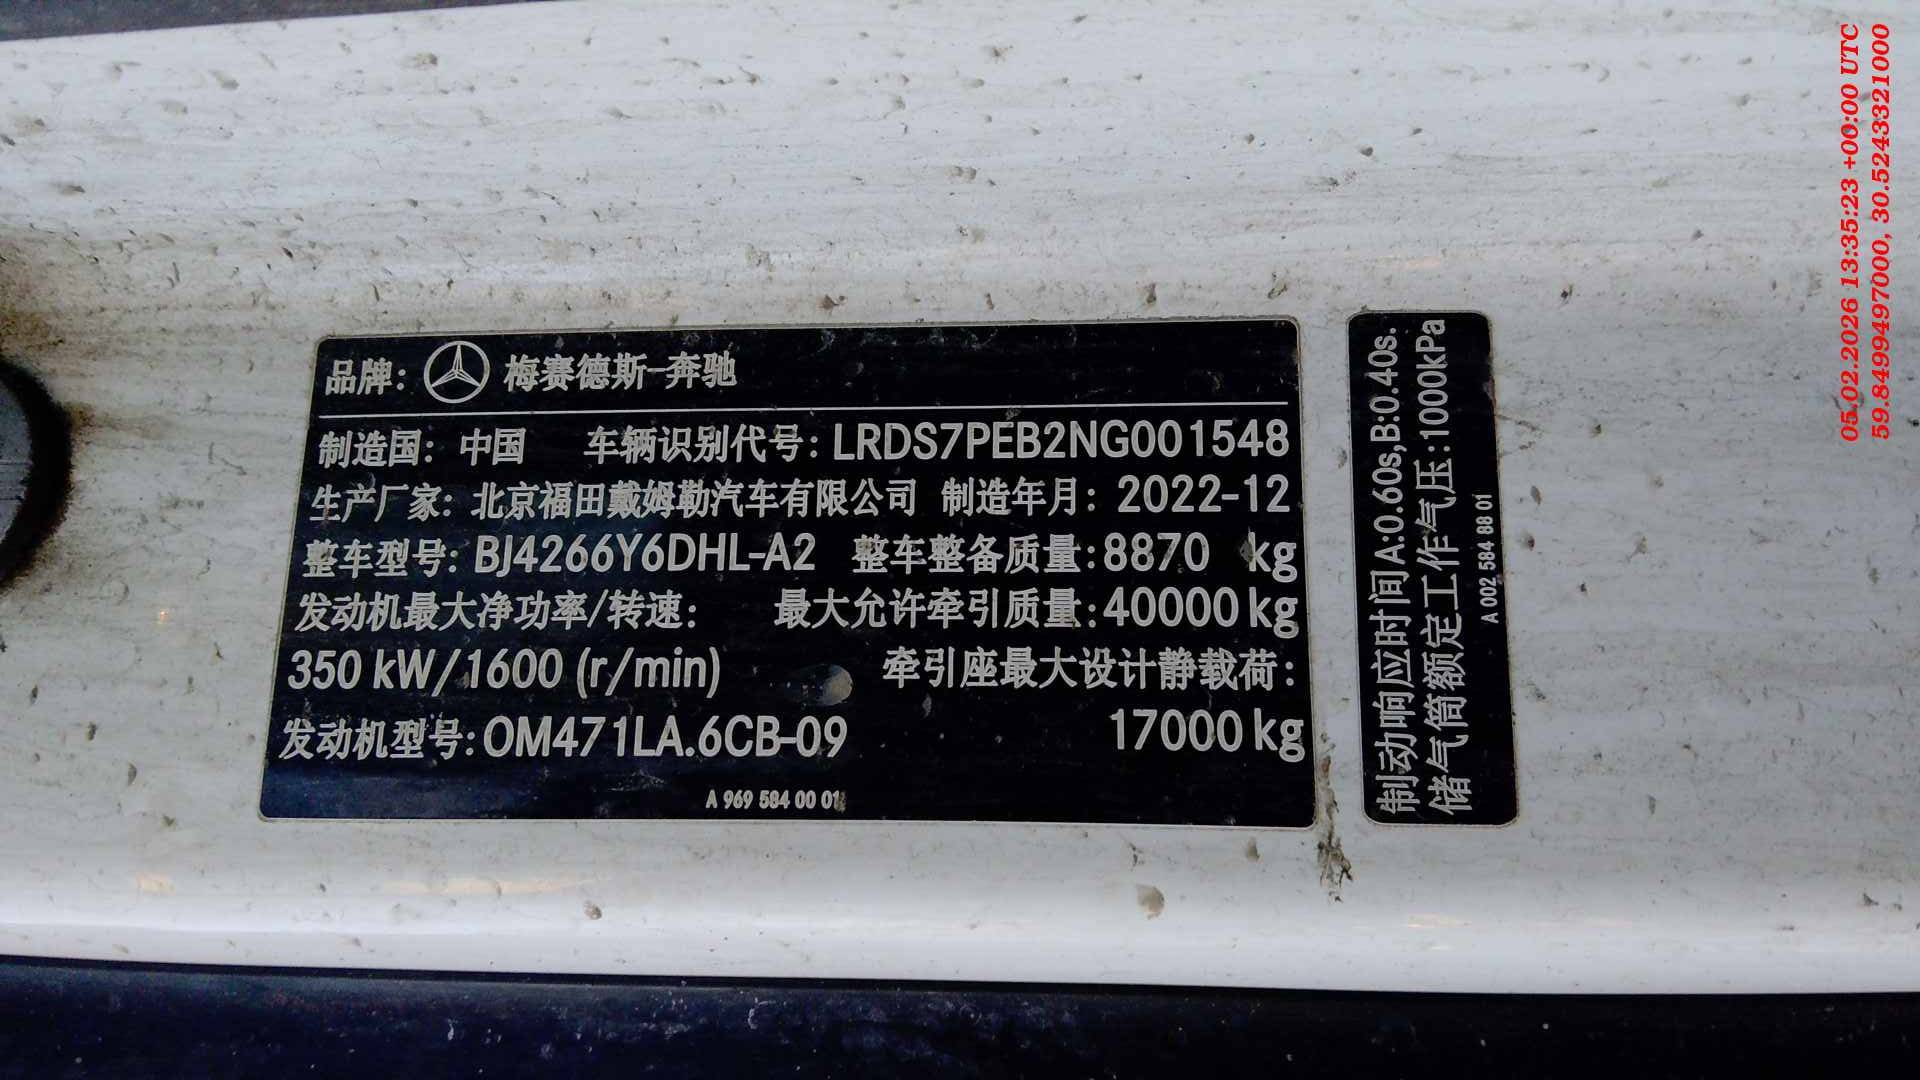 品牌: 梅赛德斯-奔驰
制造国: 中国 车辆识别代号: LRDS7PEB2NG001548
生产厂家: 北京福田戴姆勒汽车有限公司 制造年月: 2022-12
整车型号: BJ4266Y6DHL-A2 整车整备质量: 8870 kg
发动机最大净功率/转速: 最大允许牵引质量: 40000 kg
350 kW/1600 (r/min) 牵引座最大设计静载荷:
发动机型号: OM471LA.6CB-09 17000 kg
A 969 584 00 01
制动响应时间A:0.60s,B:0.40s.
储气筒额定工作气压:1000kPa
A 002 584 88 01
05.02.2026 13:35:23 +00:00 UTC
59.8499497000, 30.5243321000